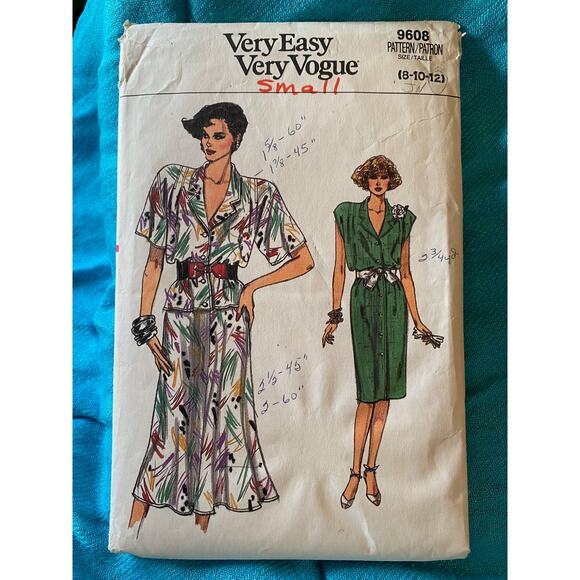 Very Easy
Very Vogue
Small
9608
PATTERN/PATRON
SIZE/TAILLE
(8-10-12)
1 5/8 - 60"
- 1 7/8 - 45"
2 3/4 yd
2 1/2 - 45"
2 - 60"